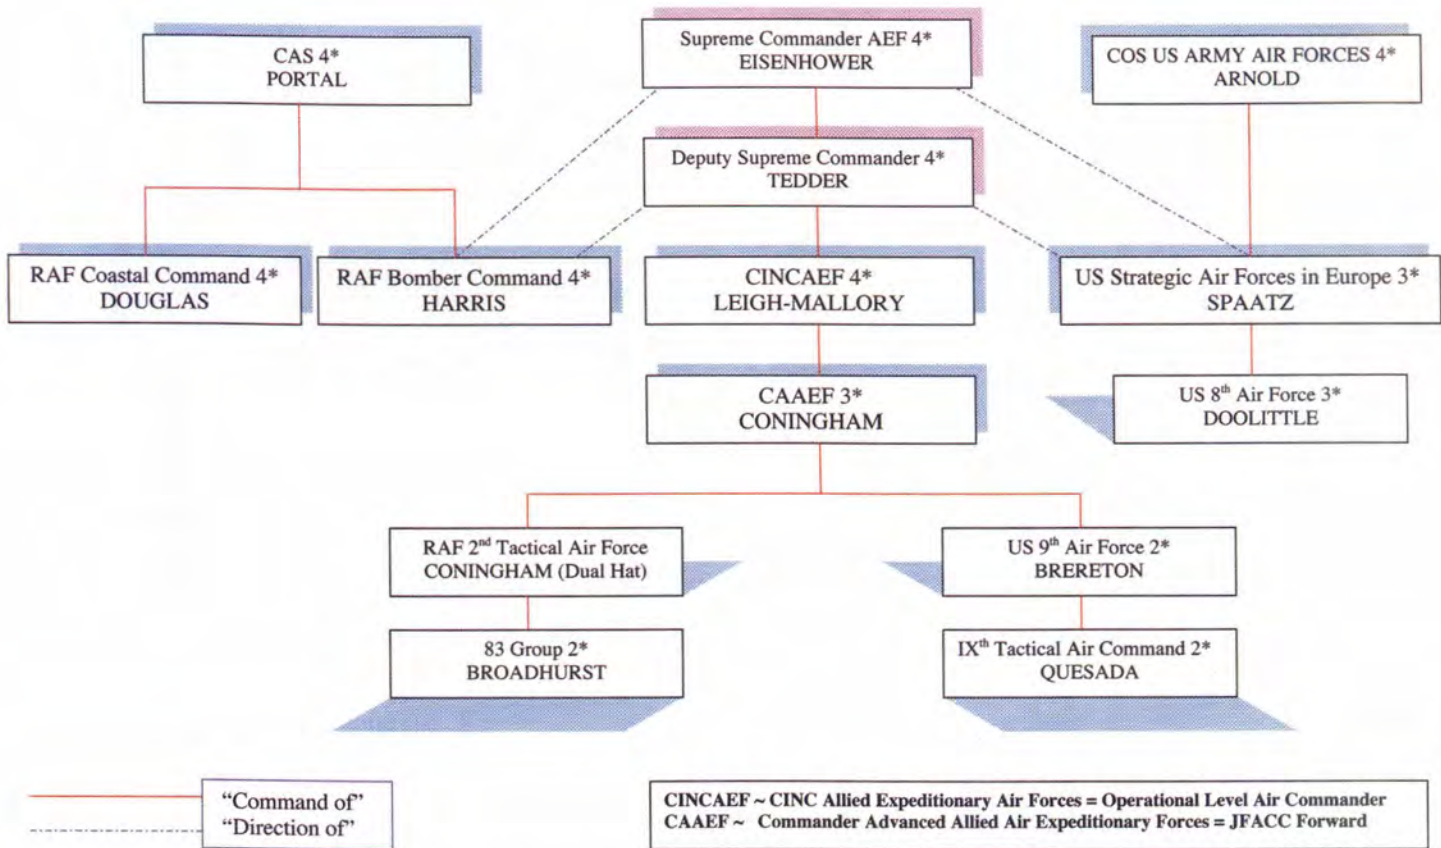 CAS 4*
PORTAL
Supreme Commander AEF 4*
EISENHOWER
COS US ARMY AIR FORCES 4*
ARNOLD
Deputy Supreme Commander 4*
TEDDER
RAF Coastal Command 4*
DOUGLAS
RAF Bomber Command 4*
HARRIS
CINCAEF 4*
LEIGH-MALLORY
US Strategic Air Forces in Europe 3*
SPAATZ
CAAEF 3*
CONINGHAM
US 8th Air Force 3*
DOOLITTLE
RAF 2nd Tactical Air Force
CONINGHAM (Dual Hat)
US 9th Air Force 2*
BRERETON
83 Group 2*
BROADHURST
IXth Tactical Air Command 2*
QUESADA
“Command of”
“Direction of”
CINCAEF ~ CINC Allied Expeditionary Air Forces = Operational Level Air Commander
CAAEF ~ Commander Advanced Allied Air Expeditionary Forces = JFACC Forward